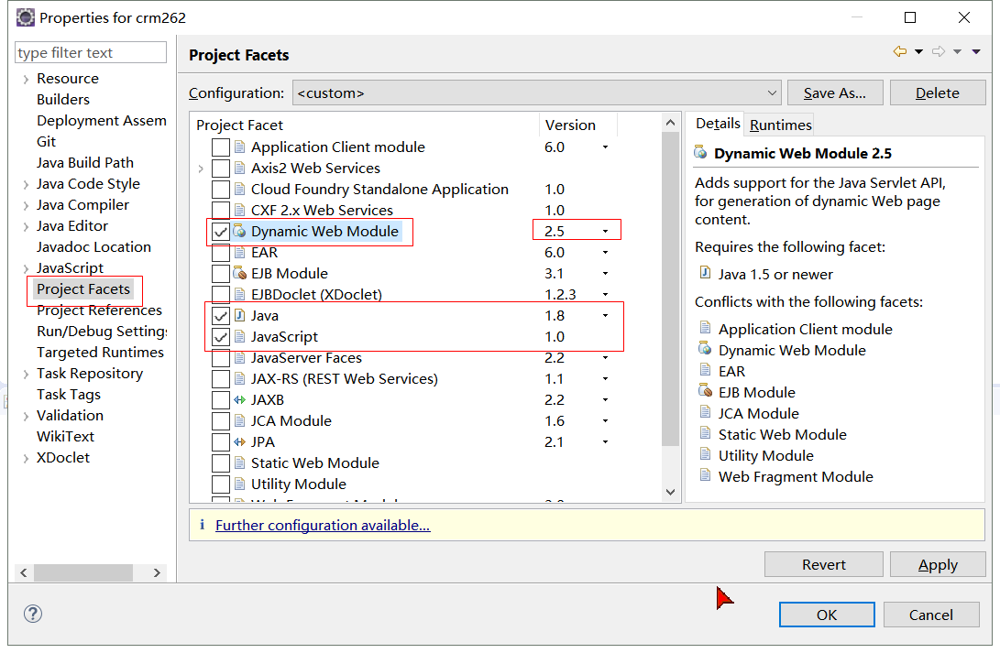 Properties for crm262
type filter text
Resource
Builders
Deployment Assem
Git
Java Build Path
Java Code Style
Java Compiler
Java Editor
Javadoc Location
JavaScript
Project Facets
Project References
Run/Debug Settings
Targeted Runtimes
Task Repository
Task Tags
Validation
WikiText
XDoclet
Project Facets
Configuration: <custom> Save As... Delete
Project Facet Version
Application Client module 6.0
Axis2 Web Services
Cloud Foundry Standalone Application 1.0
CXF 2.x Web Services 1.0
Dynamic Web Module 2.5
EAR 6.0
EJB Module 3.1
EJBDoclet (XDoclet) 1.2.3
Java 1.8
JavaScript 1.0
JavaServer Faces 2.2
JAX-RS (REST Web Services) 1.1
JAXB 2.2
JCA Module 1.6
JPA 2.1
Static Web Module
Utility Module
Details Runtimes
Dynamic Web Module 2.5
Adds support for the Java Servlet API,
for generation of dynamic Web page
content.
Requires the following facet:
Java 1.5 or newer
Conflicts with the following facets:
Application Client module
Dynamic Web Module
EAR
EJB Module
JCA Module
Static Web Module
Utility Module
Web Fragment Module
i Further configuration available...
Revert Apply
? OK Cancel